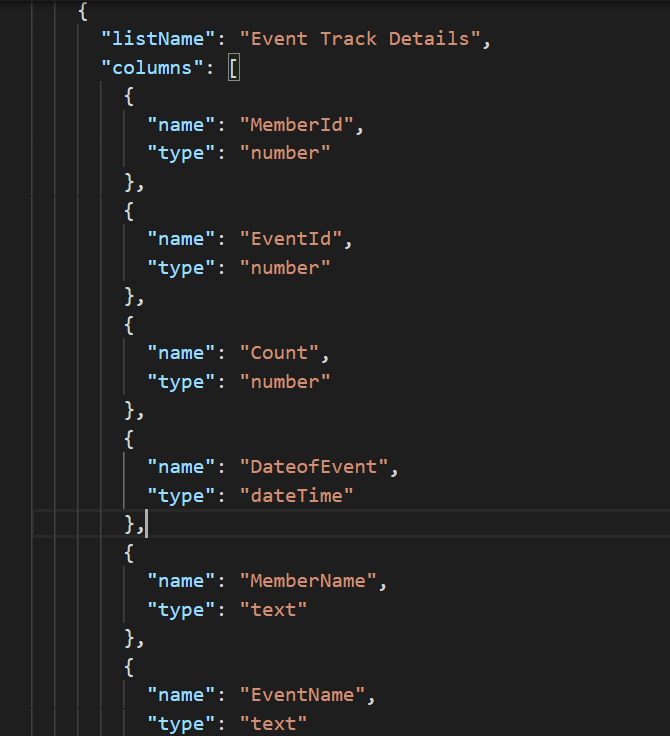 {
"listName": "Event Track Details",
"columns": [
{
"name": "MemberId",
"type": "number"
},
{
"name": "EventId",
"type": "number"
},
{
"name": "Count",
"type": "number"
},
{
"name": "DateofEvent",
"type": "dateTime"
},
{
"name": "MemberName",
"type": "text"
},
{
"name": "EventName",
"type": "text"